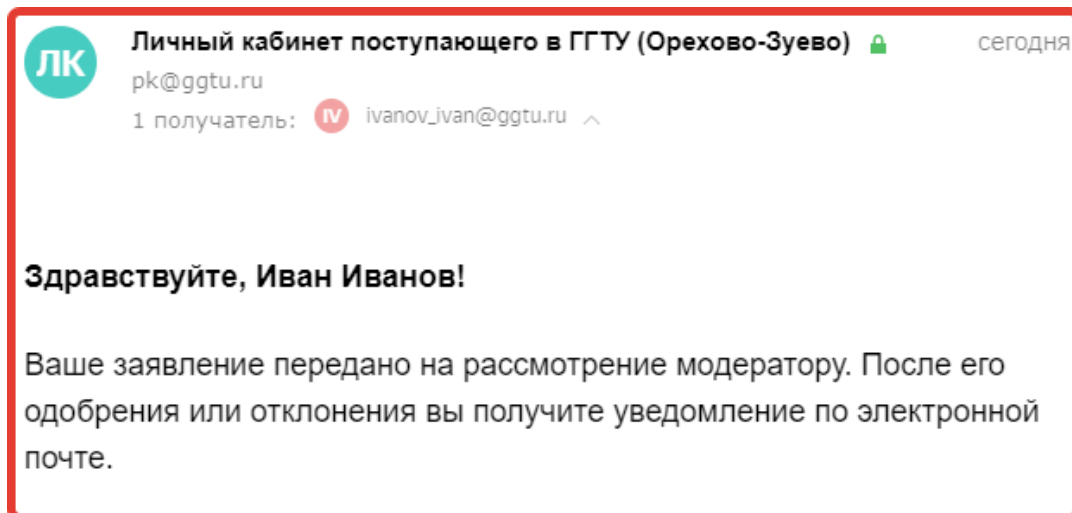 ЛК
Личный кабинет поступающего в ГГТУ (Орехово-Зуево) сегодня
pk@ggtu.ru
1 получатель: IV ivanov_ivan@ggtu.ru
Здравствуйте, Иван Иванов!
Ваше заявление передано на рассмотрение модератору. После его
одобрения или отклонения вы получите уведомление по электронной
почте.